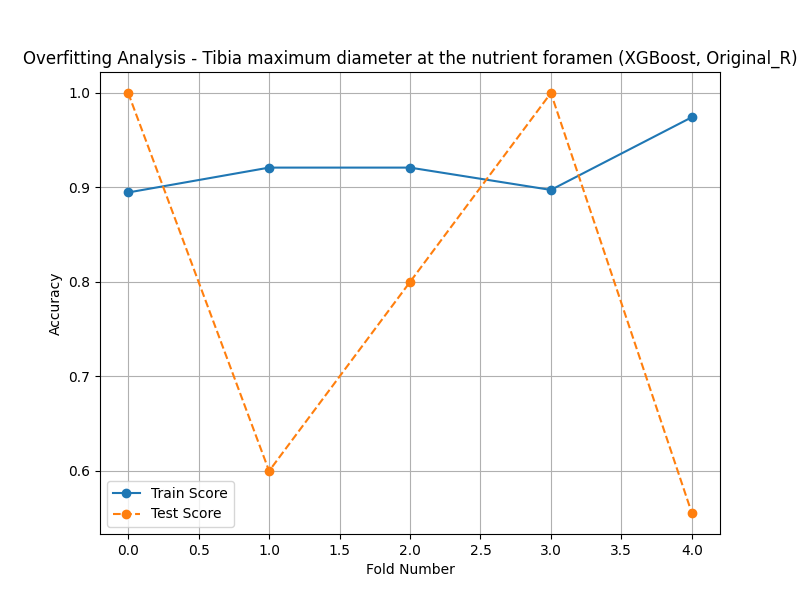 Overfitting Analysis - Tibia maximum diameter at the nutrient foramen (XGBoost, Original_R)
1.0
0.9
0.8
0.7
0.6
Accuracy
Train Score
Test Score
0.0 0.5 1.0 1.5 2.0 2.5 3.0 3.5 4.0
Fold Number